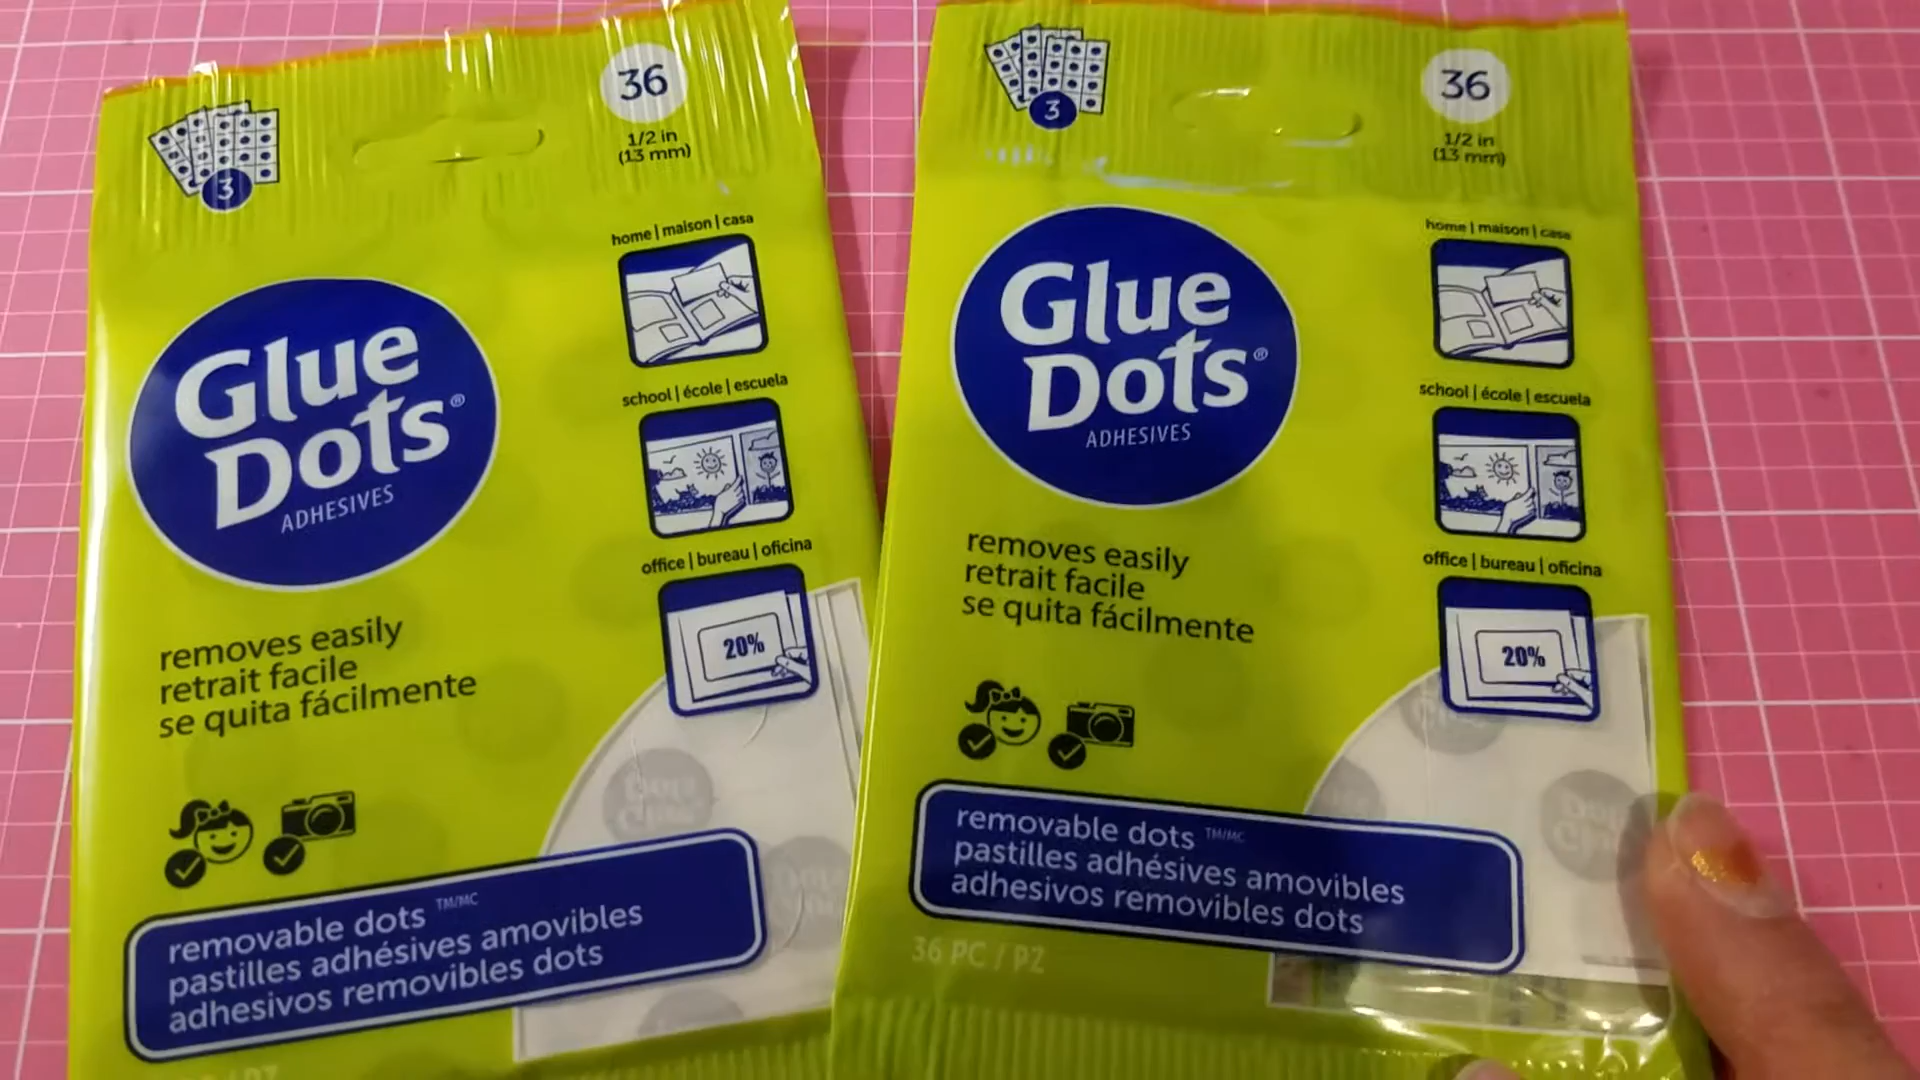 3
36
1/2 in
(13 mm)
home | maison | casa
Glue
Dots®
ADHESIVES
school | école | escuela
office | bureau | oficina
20%
removes easily
retrait facile
se quita fácilmente
removable dots TM/MC
pastilles adhésives amovibles
adhesivos removibles dots
3
36
1/2 in
(13 mm)
home | maison | casa
Glue
Dots®
ADHESIVES
school | école | escuela
office | bureau | oficina
20%
removes easily
retrait facile
se quita fácilmente
removable dots TM/MC
pastilles adhésives amovibles
adhesivos removibles dots
36 PC / PZ